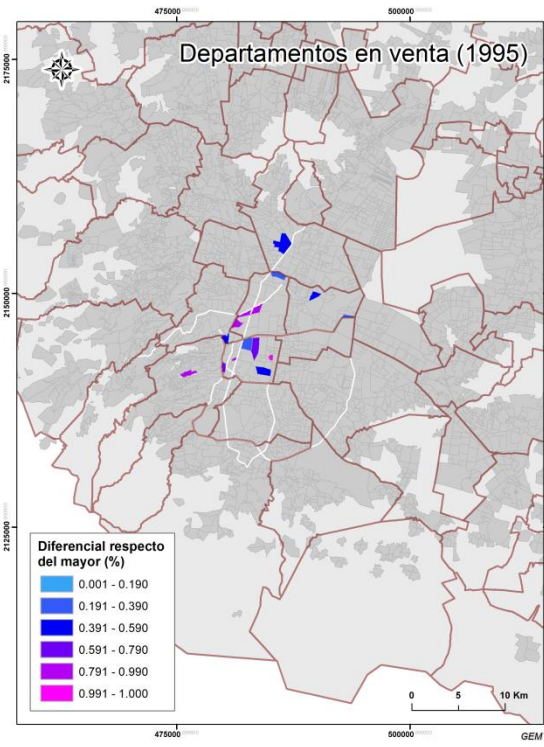 475000 500000
Departamentos en venta (1995)
2175000
2150000
2125000
Diferencial respecto
del mayor (%)
0.001 - 0.190
0.191 - 0.390
0.391 - 0.590
0.591 - 0.790
0.791 - 0.990
0.991 - 1.000
0 5 10 Km
475000 500000
GEM